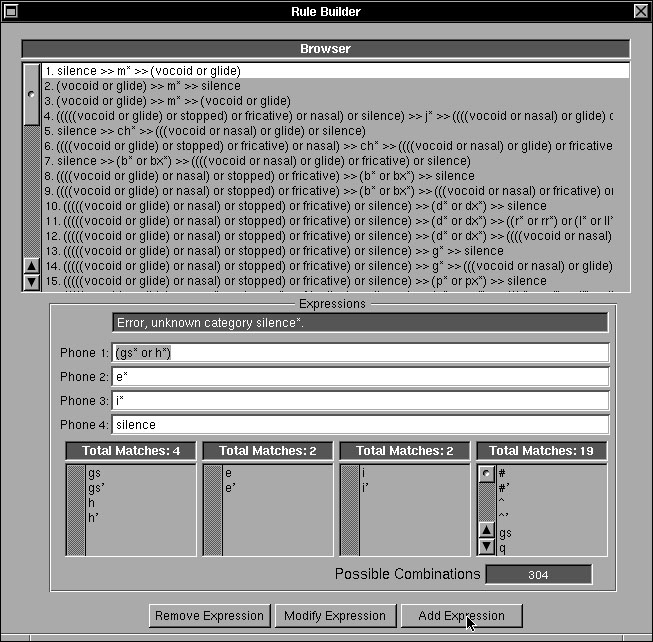 Rule Builder
Browser
1. silence >> m* >> (vocoid or glide)
2. (vocoid or glide) >> m* >> silence
3. (vocoid or glide) >> m* >> (vocoid or glide)
4. (((((vocoid or glide) or stopped) or fricative) or nasal) or silence) >> j* >> ((((vocoid or nasal) or glide) o
5. silence >> ch* >> (((vocoid or nasal) or glide) or silence)
6. ((((vocoid or glide) or stopped) or fricative) or nasal) >> ch* >> ((((vocoid or nasal) or glide) or fricative
7. silence >> (b* or bx*) >> ((((vocoid or nasal) or glide) or fricative) or silence)
8. ((((vocoid or glide) or nasal) or stopped) or fricative) >> (b* or bx*) >> silence
9. ((((vocoid or glide) or nasal) or stopped) or fricative) >> (b* or bx*) >> (((vocoid or nasal) or fricative) or
10. (((((vocoid or glide) or nasal) or stopped) or fricative) or silence) >> (d* or dx*) >> silence
11. (((((vocoid or glide) or nasal) or stopped) or fricative) or silence) >> (d* or dx*) >> ((r* or rr*) or (l* or ll*
12. (((((vocoid or glide) or nasal) or stopped) or fricative) or silence) >> (d* or dx*) >> ((((vocoid or nasal)
13. (((((vocoid or glide) or nasal) or stopped) or fricative) or silence) >> g* >> silence
14. (((((vocoid or glide) or nasal) or stopped) or fricative) or silence) >> g* >> (((vocoid or nasal) or glide)
15. (((((vocoid or glide) or nasal) or stopped) or fricative) or silence) >> (p* or px*) >> silence
Expressions
Error, unknown category silence*.
Phone 1: (gs* or h*)
Phone 2: e*
Phone 3: i*
Phone 4: silence
Total Matches: 4 Total Matches: 2 Total Matches: 2 Total Matches: 19
gs e i #
gs' e' i' #'
h ^
h' ^'
gs
q
Possible Combinations 304
Remove Expression Modify Expression Add Expression